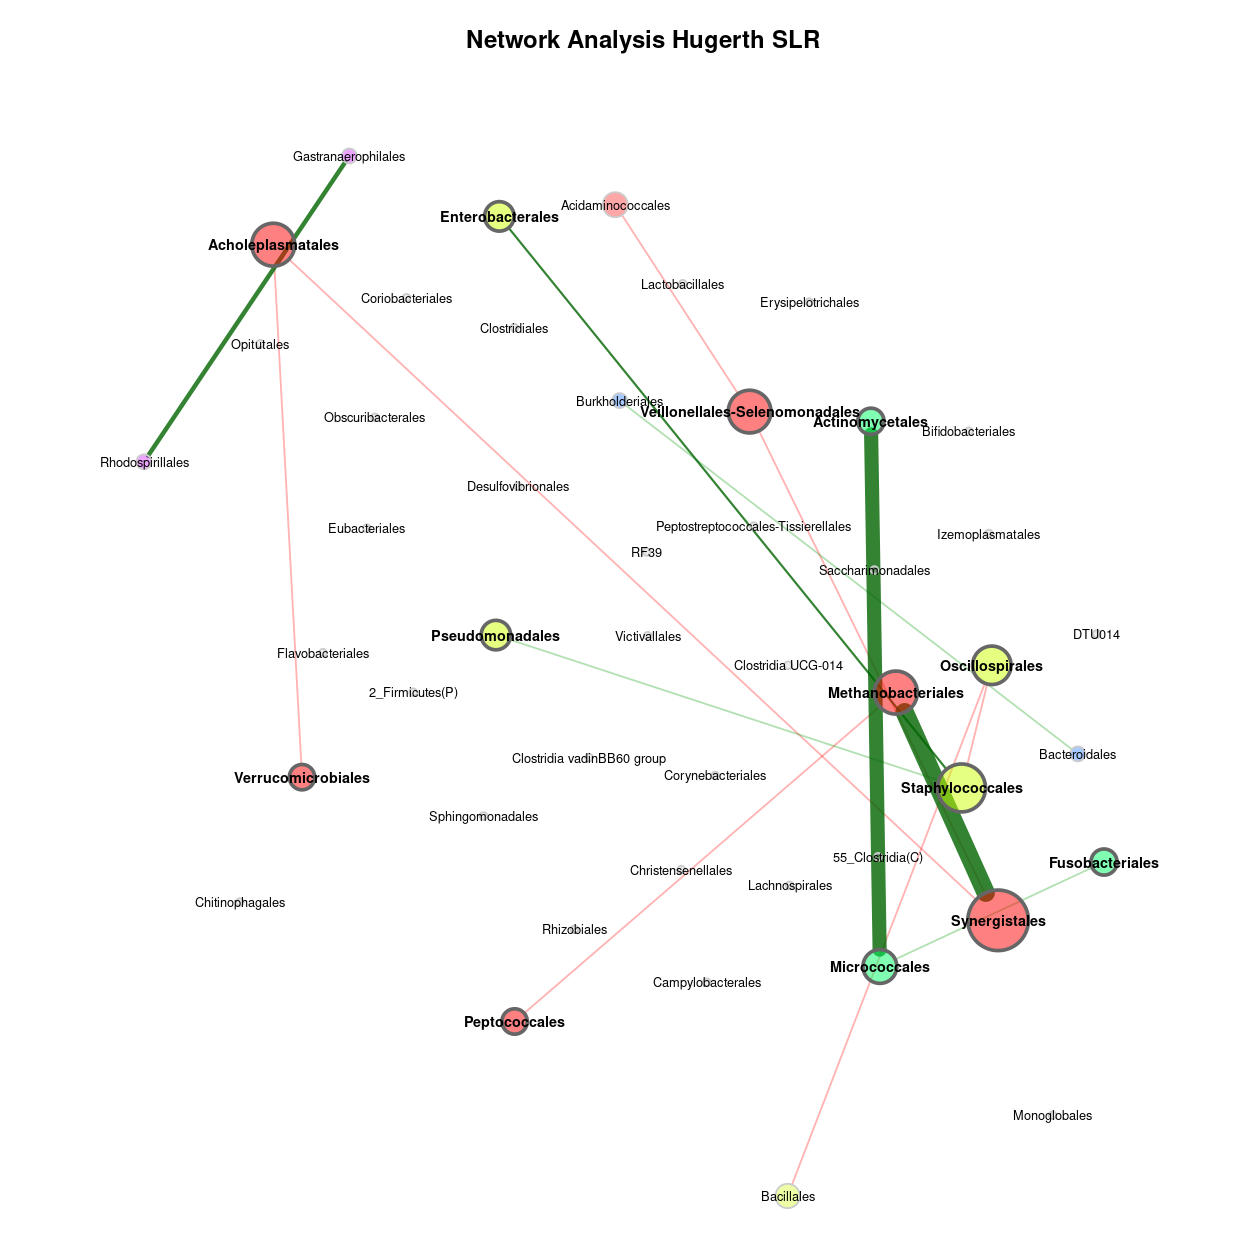 Network Analysis Hugerth SLR
Gastranaerophilales
Acidaminococcales
Enterobacterales
Acholeplasmatales
Lactobacillales
Coriobacteriales
Erysipelotrichales
Clostridiales
Opitutales
Burkholderiales
Veillonellales-Selenomonadales
Obscuribacterales
Actinomycetales
Bifidobacteriales
Rhodospirillales
Desulfovibrionales
Peptostreptococcales-Tissierellales
Eubacteriales
Izemoplasmatales
RF39
Saccharimonadales
DTU014
Pseudomonadales
Victivallales
Flavobacteriales
Clostridia UCG-014
Oscillospirales
2_Firmicutes(P)
Methanobacteriales
Bacteroidales
Clostridia vadinBB60 group
Corynebacteriales
Verrucomicrobiales
Staphylococcales
Sphingomonadales
55_Clostridia(C)
Fusobacteriales
Christensenellales
Lachnospirales
Chitinophagales
Synergistales
Rhizobiales
Micrococcales
Campylobacterales
Peptococcales
Monoglobales
Bacillales